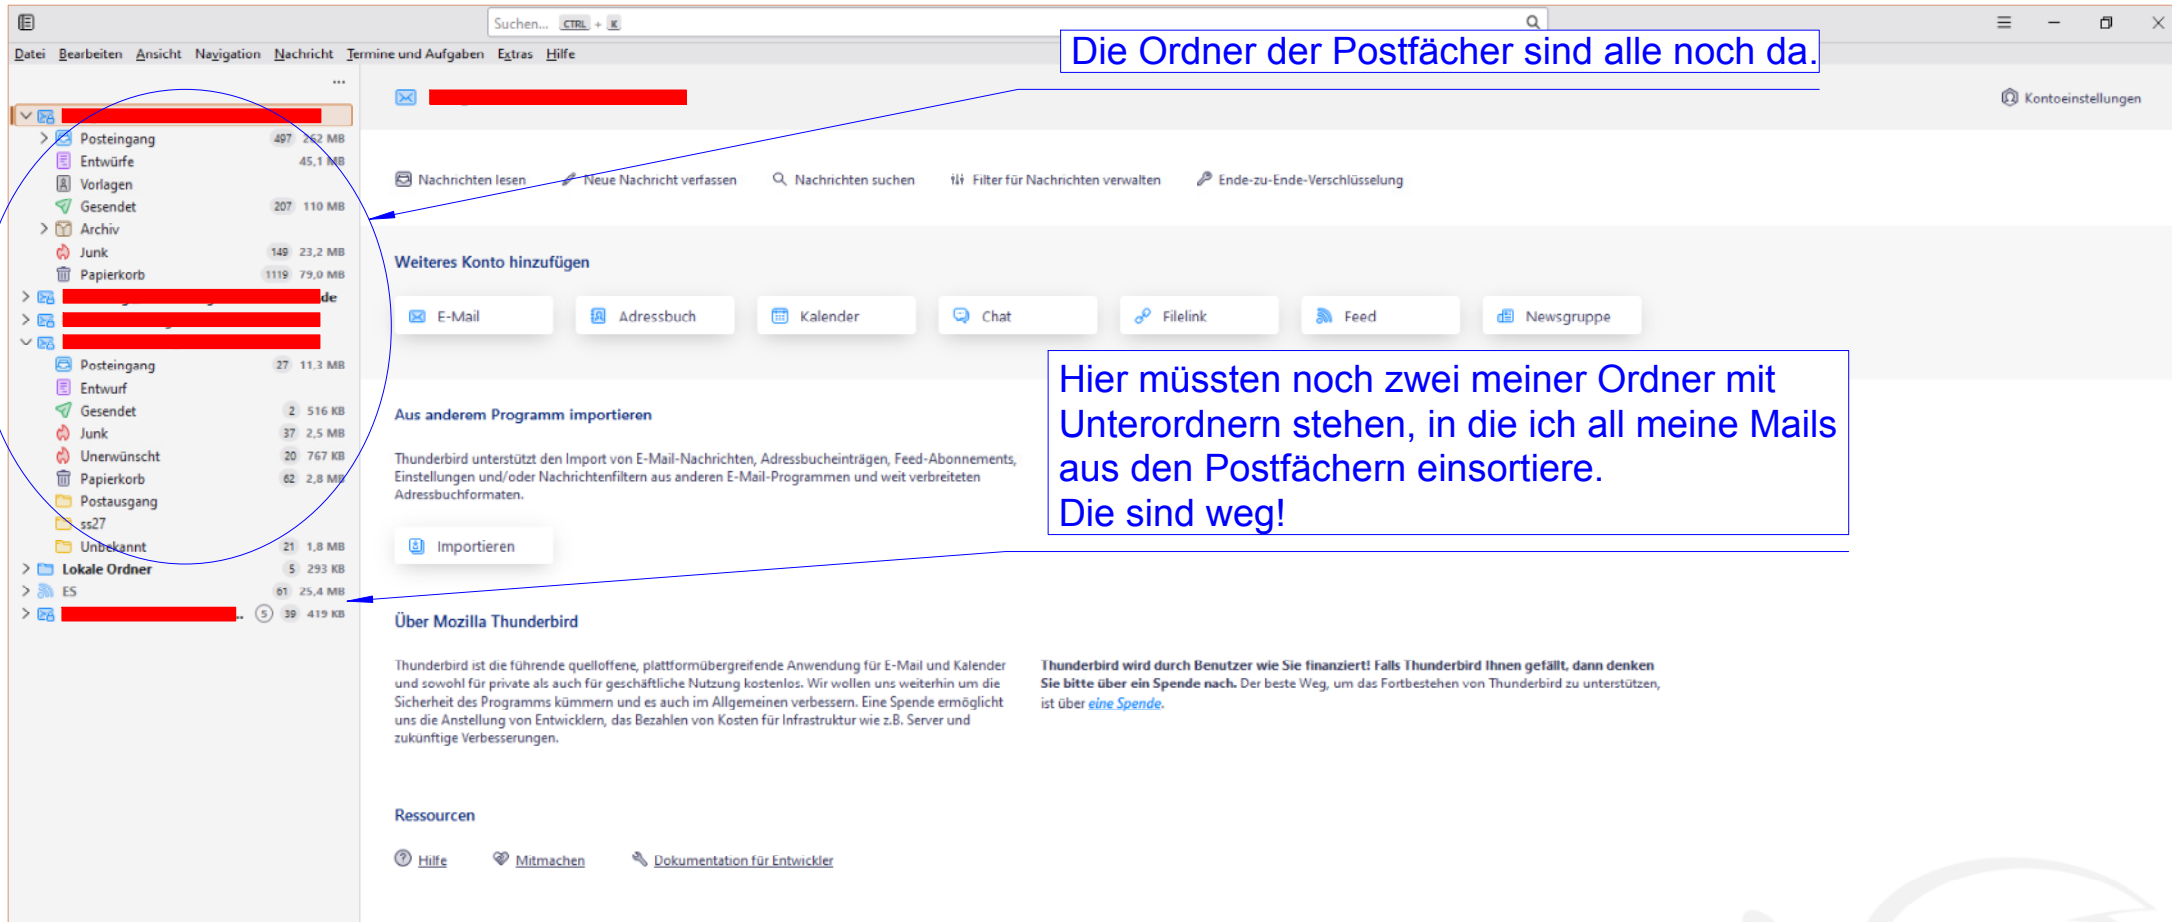 Suchen... CTRL + K
Datei Bearbeiten Ansicht Navigation Nachricht Termine und Aufgaben Extras Hilfe
Die Ordner der Postfächer sind alle noch da.
Kontoeinstellungen
Posteingang 497 262 MB
Entwürfe 45,1 MB
Vorlagen
Gesendet 207 110 MB
Archiv
Junk 149 23,2 MB
Papierkorb 1119 79,0 MB
de
Posteingang 27 11,3 MB
Entwurf
Gesendet 2 516 KB
Junk 37 2,5 MB
Unerwünscht 20 767 KB
Papierkorb 62 2,8 MB
Postausgang
ss27
Unbekannt 21 1,8 MB
Lokale Ordner 5 293 KB
ES 61 25,4 MB
.. 5 39 419 KB
Nachrichten lesen Neue Nachricht verfassen Nachrichten suchen Filter für Nachrichten verwalten Ende-zu-Ende-Verschlüsselung
Weiteres Konto hinzufügen
E-Mail Adressbuch Kalender Chat Filelink Feed Newsgruppe
Hier müssten noch zwei meiner Ordner mit
Unterordnern stehen, in die ich all meine Mails
aus den Postfächern einsortiere.
Die sind weg!
Aus anderem Programm importieren
Thunderbird unterstützt den Import von E-Mail-Nachrichten, Adressbucheinträgen, Feed-Abonnements,
Einstellungen und/oder Nachrichtenfiltern aus anderen E-Mail-Programmen und weit verbreiteten
Adressbuchformaten.
Importieren
Über Mozilla Thunderbird
Thunderbird ist die führende quelloffene, plattformübergreifende Anwendung für E-Mail und Kalender
und sowohl für private als auch für geschäftliche Nutzung kostenlos. Wir wollen uns weiterhin um die
Sicherheit des Programms kümmern und es auch im Allgemeinen verbessern. Eine Spende ermöglicht
uns die Anstellung von Entwicklern, das Bezahlen von Kosten für Infrastruktur wie z.B. Server und
zukünftige Verbesserungen.
Thunderbird wird durch Benutzer wie Sie finanziert! Falls Thunderbird Ihnen gefällt, dann denken
Sie bitte über ein Spende nach. Der beste Weg, um das Fortbestehen von Thunderbird zu unterstützen,
ist über eine Spende.
Ressourcen
Hilfe Mitmachen Dokumentation für Entwickler